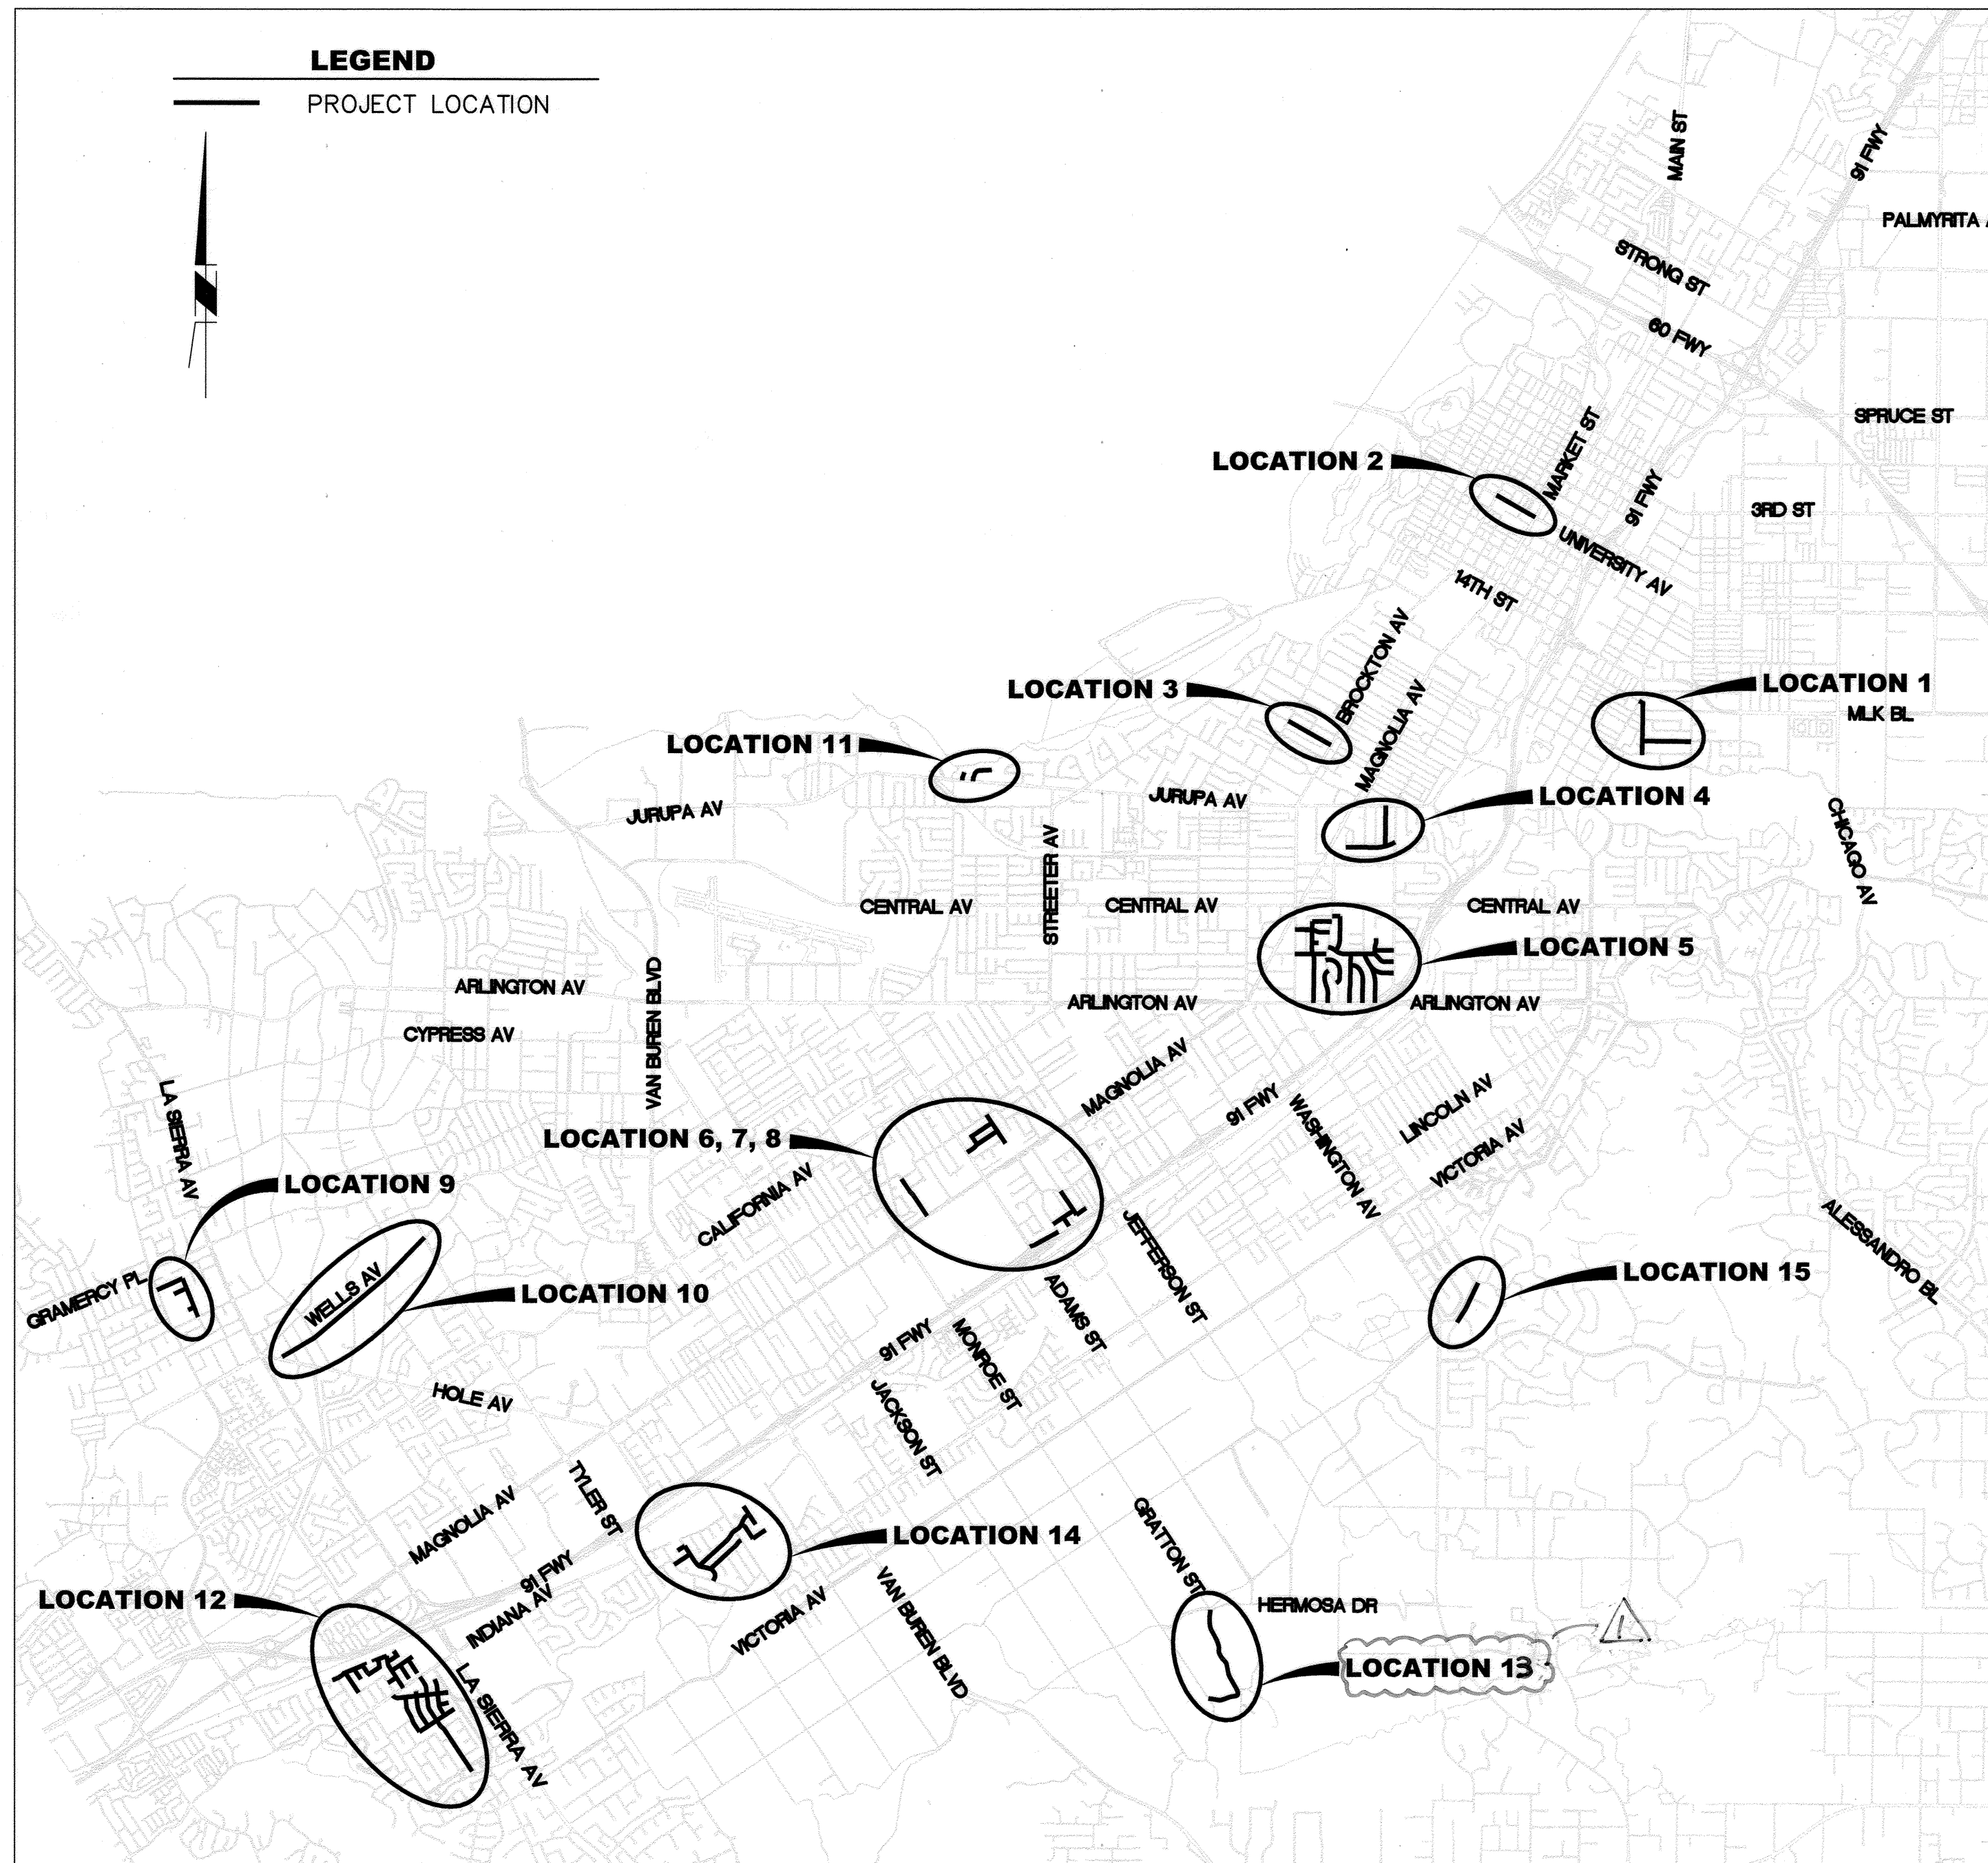 LEGEND
PROJECT LOCATION
MAIN ST
91 FWY
PALMYRITA
STRONG ST
60 FWY
SPRUCE ST
MARKET ST
LOCATION 2
91 FWY
3RD ST
UNIVERSITY AV
14TH ST
BROCKTON AV
LOCATION 3
MAGNOLIA AV
LOCATION 1
MLK BL
LOCATION 11
JURUPA AV
JURUPA AV
LOCATION 4
CHICAGO AV
STREETER AV
CENTRAL AV
CENTRAL AV
CENTRAL AV
LOCATION 5
ARLINGTON AV
VAN BUREN BLVD
ARLINGTON AV
ARLINGTON AV
CYPRESS AV
MAGNOLIA AV
91 FWY
WASHINGTON AV
LINCOLN AV
VICTORIA AV
LA SIERRA AV
LOCATION 6, 7, 8
CALIFORNIA AV
LOCATION 9
JEFFERSON ST
ALESSANDRO BL
GRAMERCY PL
WELLS AV
LOCATION 10
LOCATION 15
ADAMS ST
91 FWY
MONROE ST
HOLE AV
JACKSON ST
TYLER ST
MAGNOLIA AV
LOCATION 14
GRATTON ST
91 FWY
INDIANA AV
LOCATION 12
VICTORIA AV
VAN BUREN BLVD
HERMOSA DR
1
LOCATION 13
LA SIERRA AV